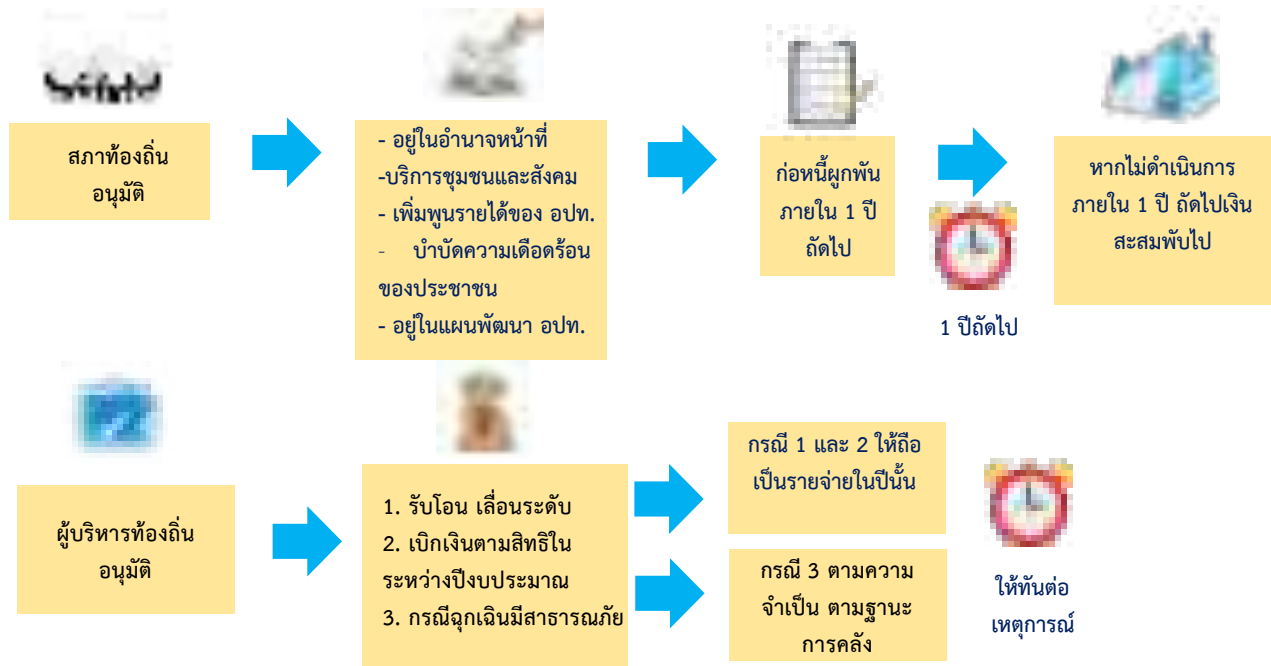 สภาท้องถิ่น
อนุมัติ
- อยู่ในอำนาจหน้าที่
-บริการชุมชนและสังคม
- เพิ่มพูนรายได้ของ อปท.
- บำบัดความเดือดร้อน
ของประชาชน
- อยู่ในแผนพัฒนา อปท.
ก่อหนี้ผูกพัน
ภายใน 1 ปี
ถัดไป
1 ปีถัดไป
หากไม่ดำเนินการ
ภายใน 1 ปี ถัดไปเงิน
สะสมพับไป
ผู้บริหารท้องถิ่น
อนุมัติ
1. รับโอน เลื่อนระดับ
2. เบิกเงินตามสิทธิใน
ระหว่างปีงบประมาณ
3. กรณีฉุกเฉินมีสาธารณภัย
กรณี 1 และ 2 ให้ถือ
เป็นรายจ่ายในปีนั้น
กรณี 3 ตามความ
จำเป็น ตามฐานะ
การคลัง
ให้ทันต่อ
เหตุการณ์